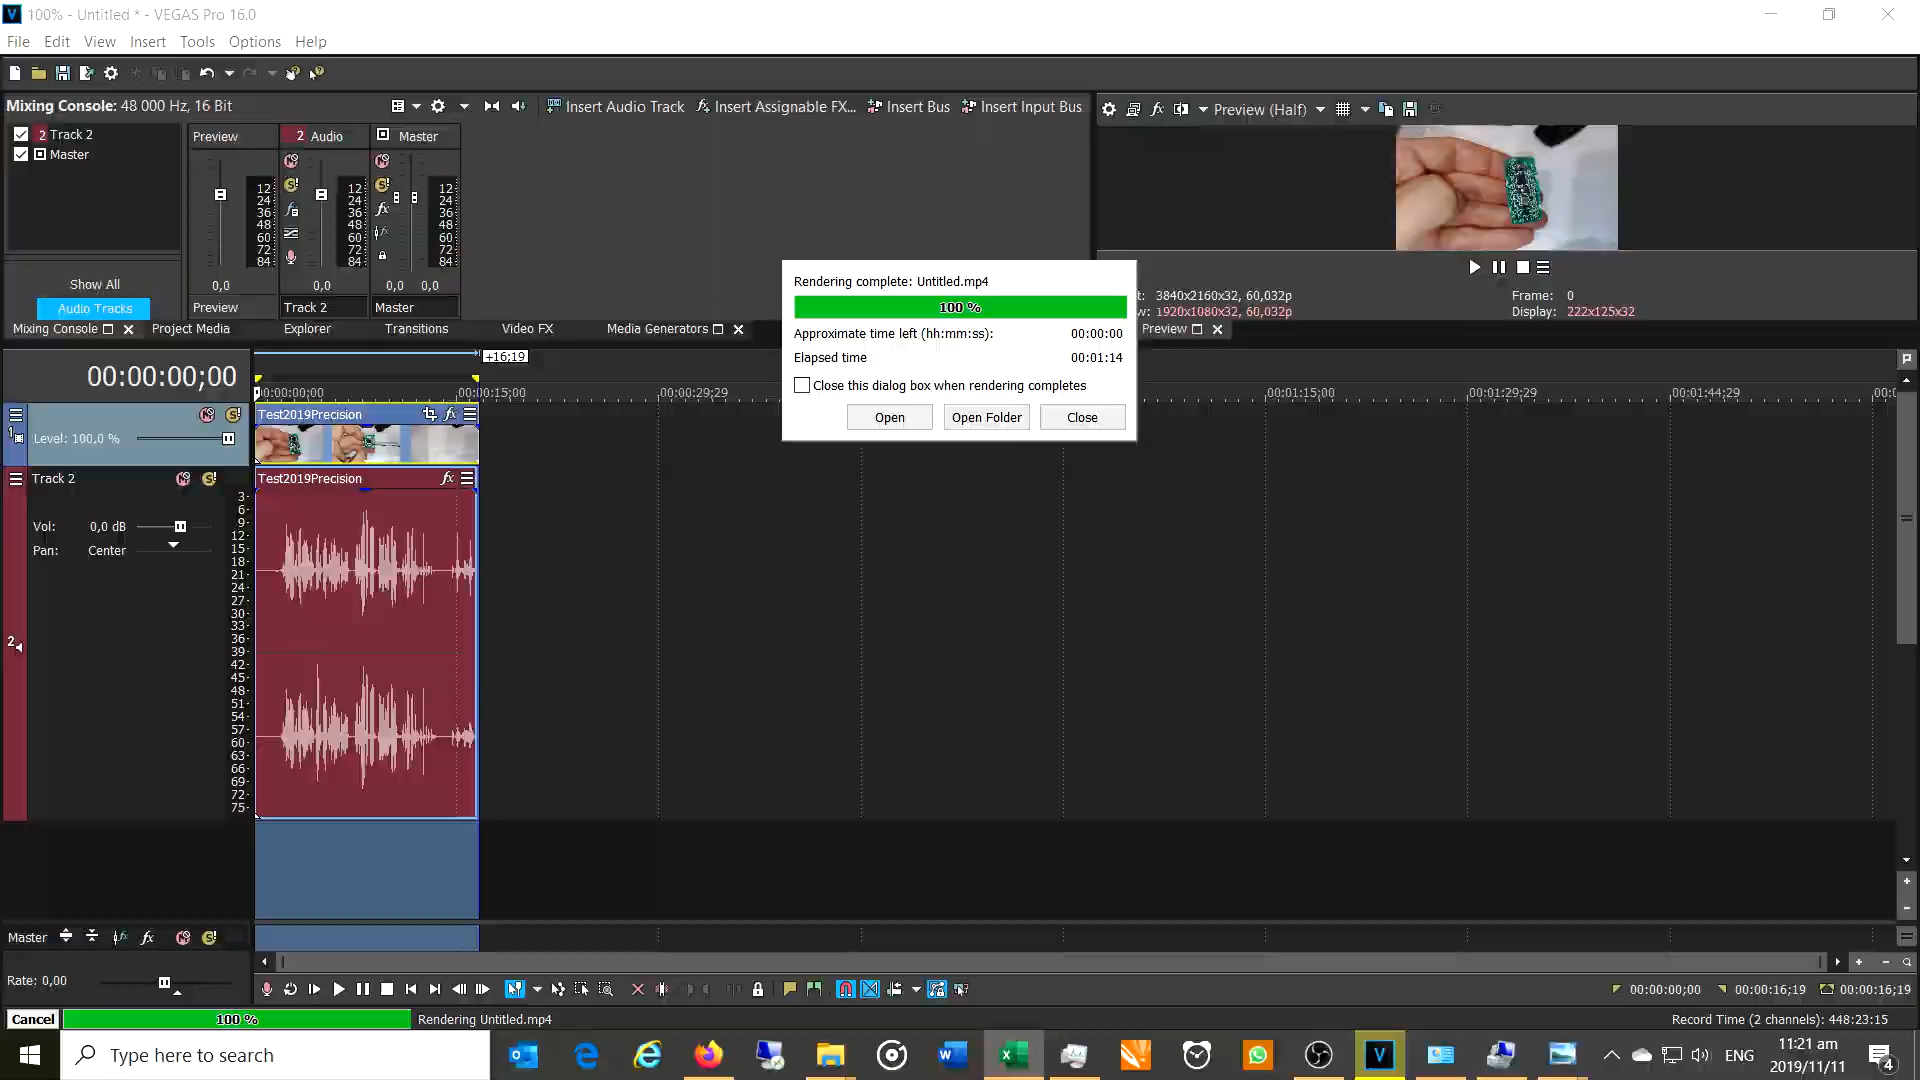 100% - Untitled * - VEGAS Pro 16.0
File Edit View Insert Tools Options Help
Mixing Console: 48 000 Hz, 16 Bit
Insert Audio Track Insert Assignable FX... Insert Bus Insert Input Bus
Preview (Half)
2 Track 2
Master
Preview 2 Audio Master
12 12 12
24 24 24
36 36 36
48 48 48
60 60 60
72 72 72
84 84 84
Show All
0,0 0,0 0,0 0,0
Audio Tracks
Preview Track 2 Master
Mixing Console Project Media Explorer Transitions Video FX Media Generators
Rendering complete: Untitled.mp4
100 %
Approximate time left (hh:mm:ss): 00:00:00
Elapsed time 00:01:14
Close this dialog box when rendering completes
Open Open Folder Close
3840x2160x32, 60,032p Frame: 0
1920x1080x32, 60,032p Display: 222x125x32
Preview
+16;19
00:00:00;00
00:00:00;00 00:00:15;00 00:00:29;29 00:01:15;00 00:01:29;29 00:01:44;29
1 Level: 100,0 %
Test2019Precision
Track 2
Test2019Precision
Vol: 0,0 dB
Pan: Center
2
3
6
9
12
15
18
21
24
27
30
33
36
39
42
45
48
51
54
57
60
63
66
69
72
75
Master
Rate: 0,00
00:00:00;00 00:00:16;19 00:00:16;19
Cancel 100 % Rendering Untitled.mp4
Record Time (2 channels): 448:23:15
Type here to search
ENG 11:21 am
2019/11/11
4